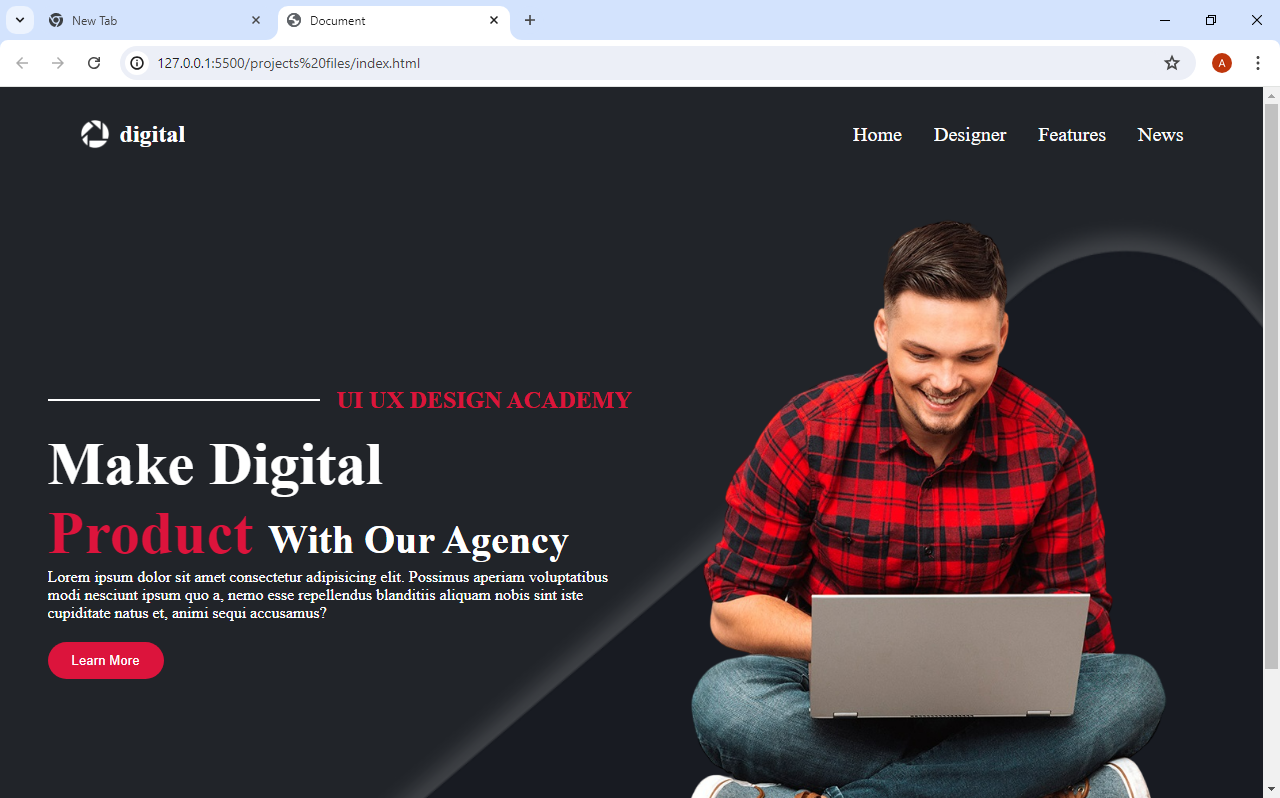 New Tab
Document
127.0.0.1:5500/projects%20files/index.html
A
digital
Home Designer Features News
UI UX DESIGN ACADEMY
Make Digital
Product With Our Agency
Lorem ipsum dolor sit amet consectetur adipisicing elit. Possimus aperiam voluptatibus
modi nesciunt ipsum quo a, nemo esse repellendus blanditiis aliquam nobis sint iste
cupiditate natus et, animi sequi accusamus?
Learn More